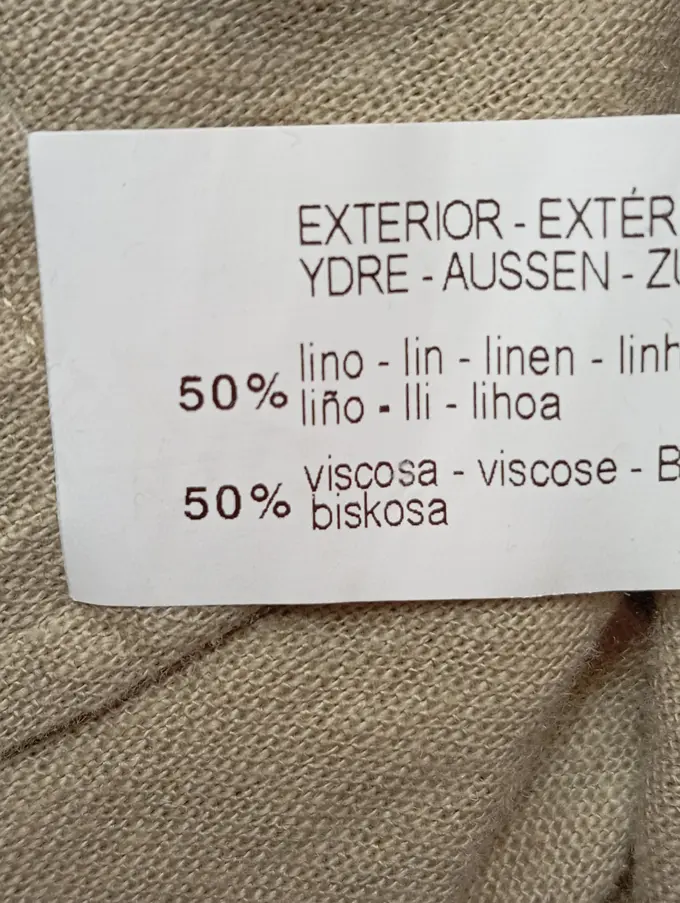 EXTERIOR - EXTÉR
YDRE - AUSSEN - ZU
50% lino - lin - linen - linh
liño - lli - lihoa
50% viscosa - viscose - B
biskosa